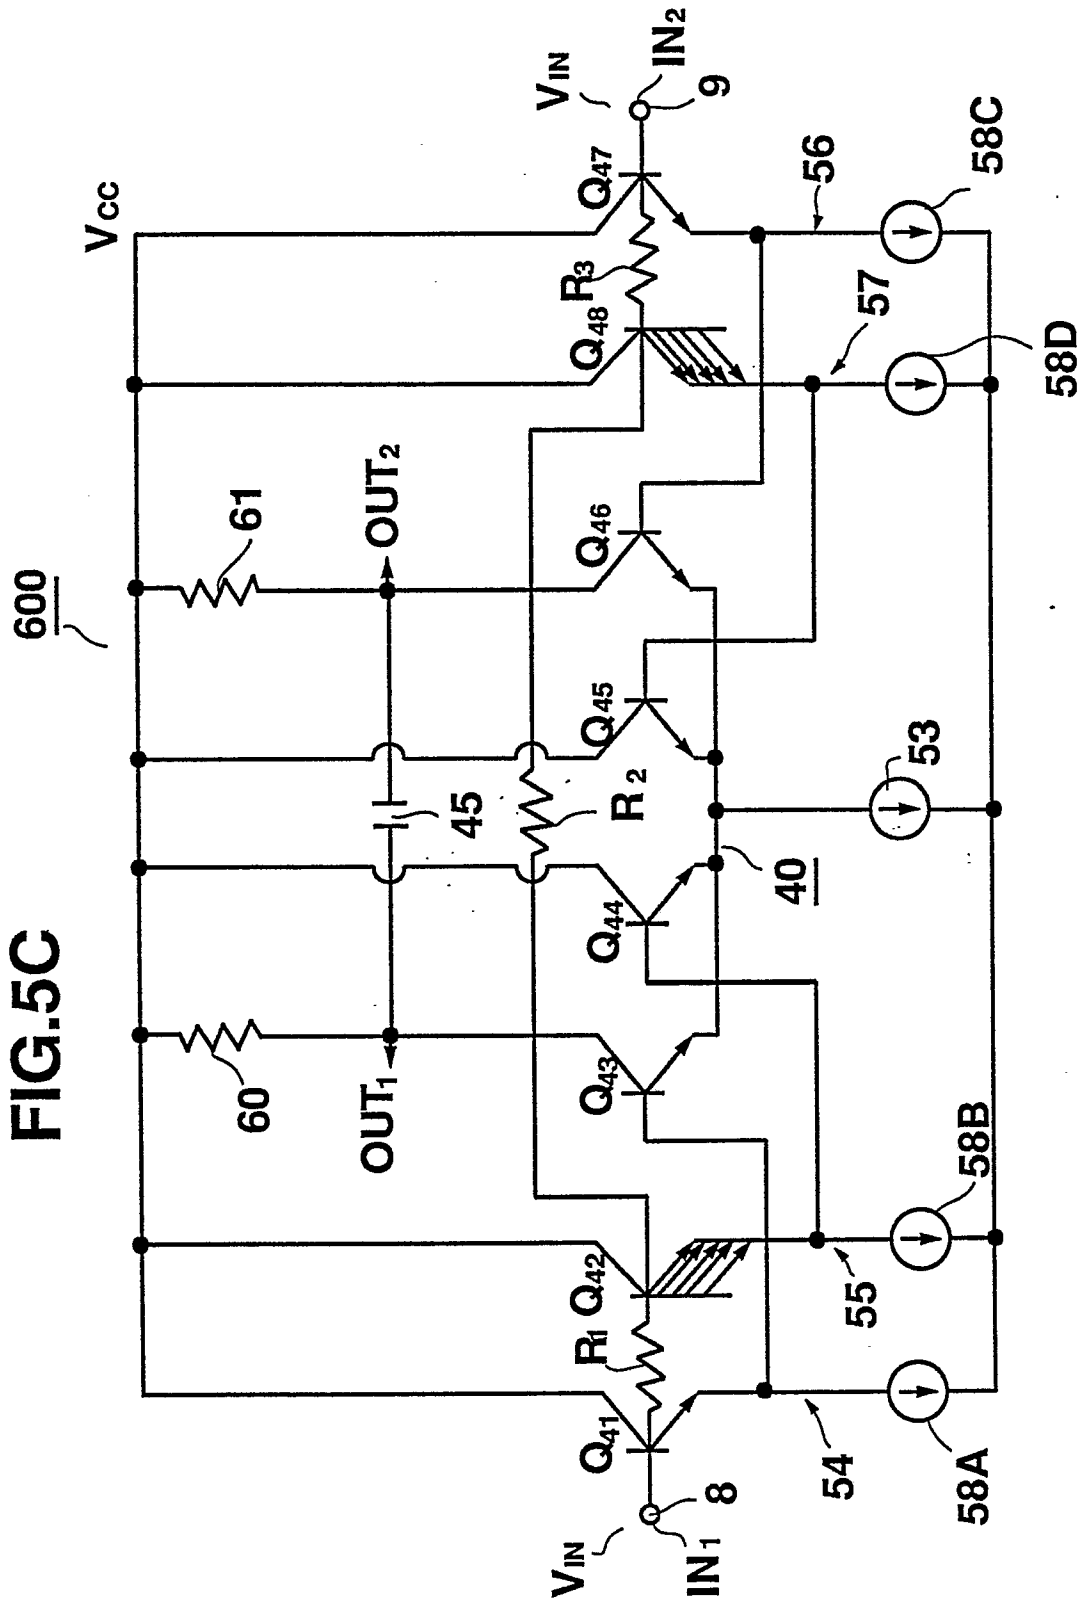 FIG.5C
600
VCC
60
61
OUT1
OUT2
45
R2
VIN
IN1
8
Q41
R1
Q42
Q43
Q44
Q45
Q46
Q48
R3
Q47
VIN
IN2
9
40
54
55
53
57
56
58A
58B
58D
58C